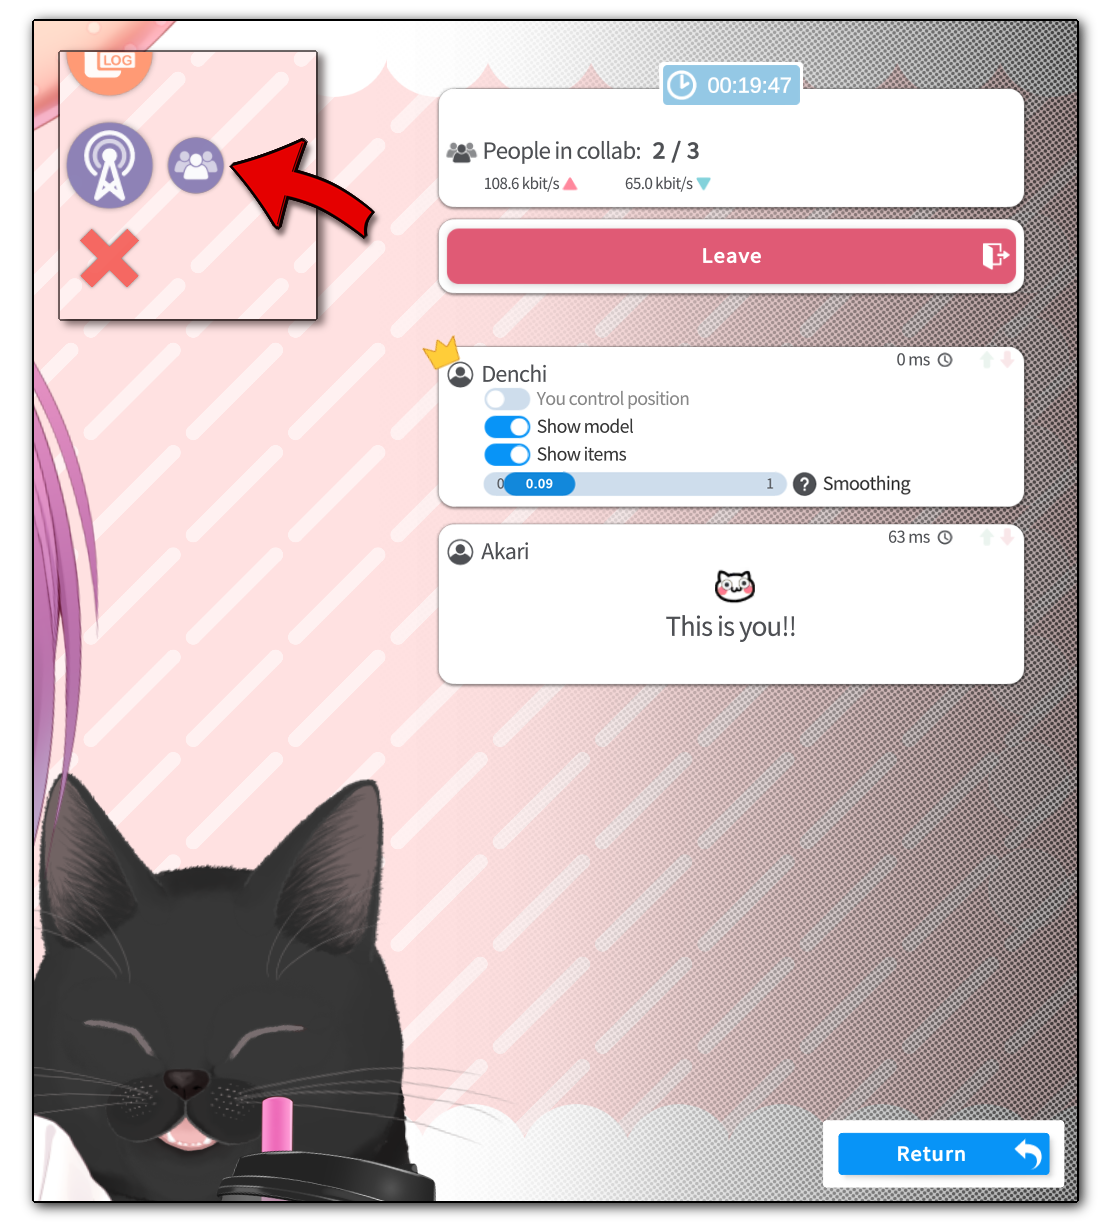 LOG
00:19:47
People in collab: 2 / 3
108.6 kbit/s 65.0 kbit/s
Leave
0 ms
Denchi
You control position
Show model
Show items
0 0.09 1 ? Smoothing
63 ms
Akari
This is you!!
Return